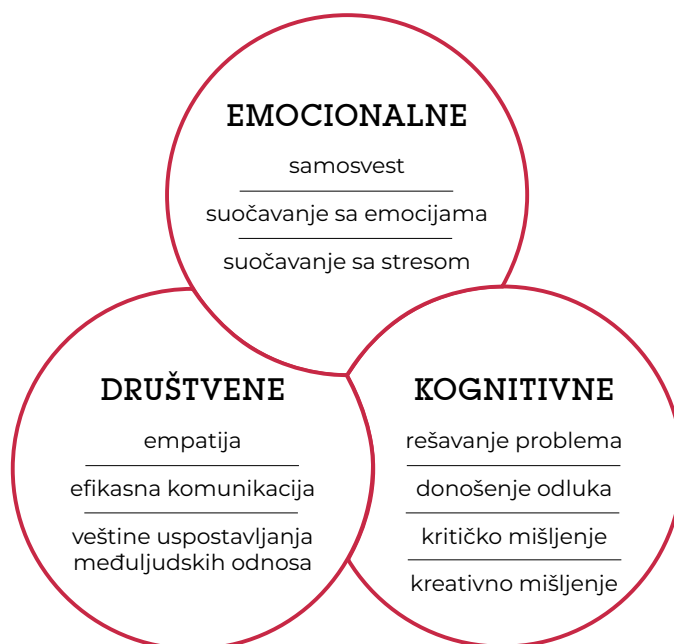 EMOCIONALNE
samosvest
suočavanje sa emocijama
suočavanje sa stresom
DRUŠTVENE
empatija
efikasna komunikacija
veštine uspostavljanja
međuljudskih odnosa
KOGNITIVNE
rešavanje problema
donošenje odluka
kritičko mišljenje
kreativno mišljenje